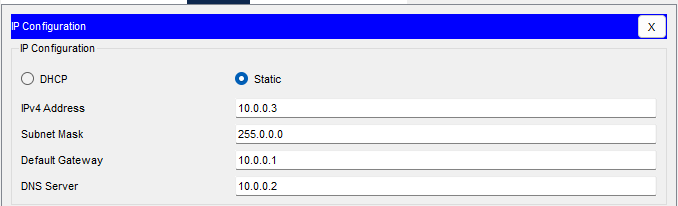 IP Configuration X
IP Configuration
DHCP Static
IPv4 Address 10.0.0.3
Subnet Mask 255.0.0.0
Default Gateway 10.0.0.1
DNS Server 10.0.0.2